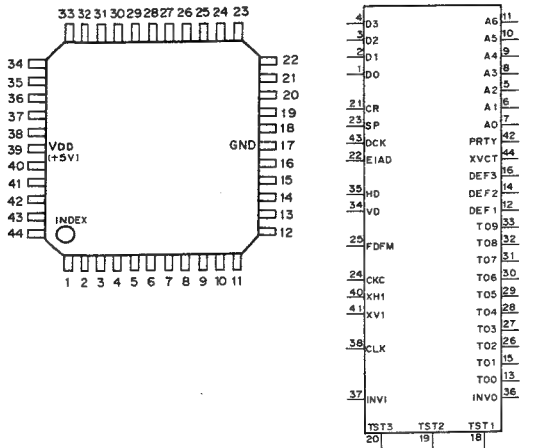 33 32 31 30 29 28 27 26 25 24 23
34 22
35 21
36 20
37 19
38 18
39 VDD GND 17
40 (+5V) 16
41 15
42 14
43 INDEX 13
44 12
1 2 3 4 5 6 7 8 9 10 11
4 D3 A6 11
3 D2 A5 10
2 D1 A4 9
1 D0 A3 8
A2 5
21 CR A1 6
23 SP A0 7
43 DCK PRTY 42
22 EIAD XVCT 44
DEF3 16
35 HD DEF2 14
34 VD DEF1 12
TO9 33
25 FDFM TO8 32
TO7 31
24 CKC TO6 30
40 XH1 TO5 29
41 XV1 TO4 28
TO3 27
38 CLK TO2 26
TO1 15
TO0 13
37 INVI INVO 36
TST3 TST2 TST1
20 19 18